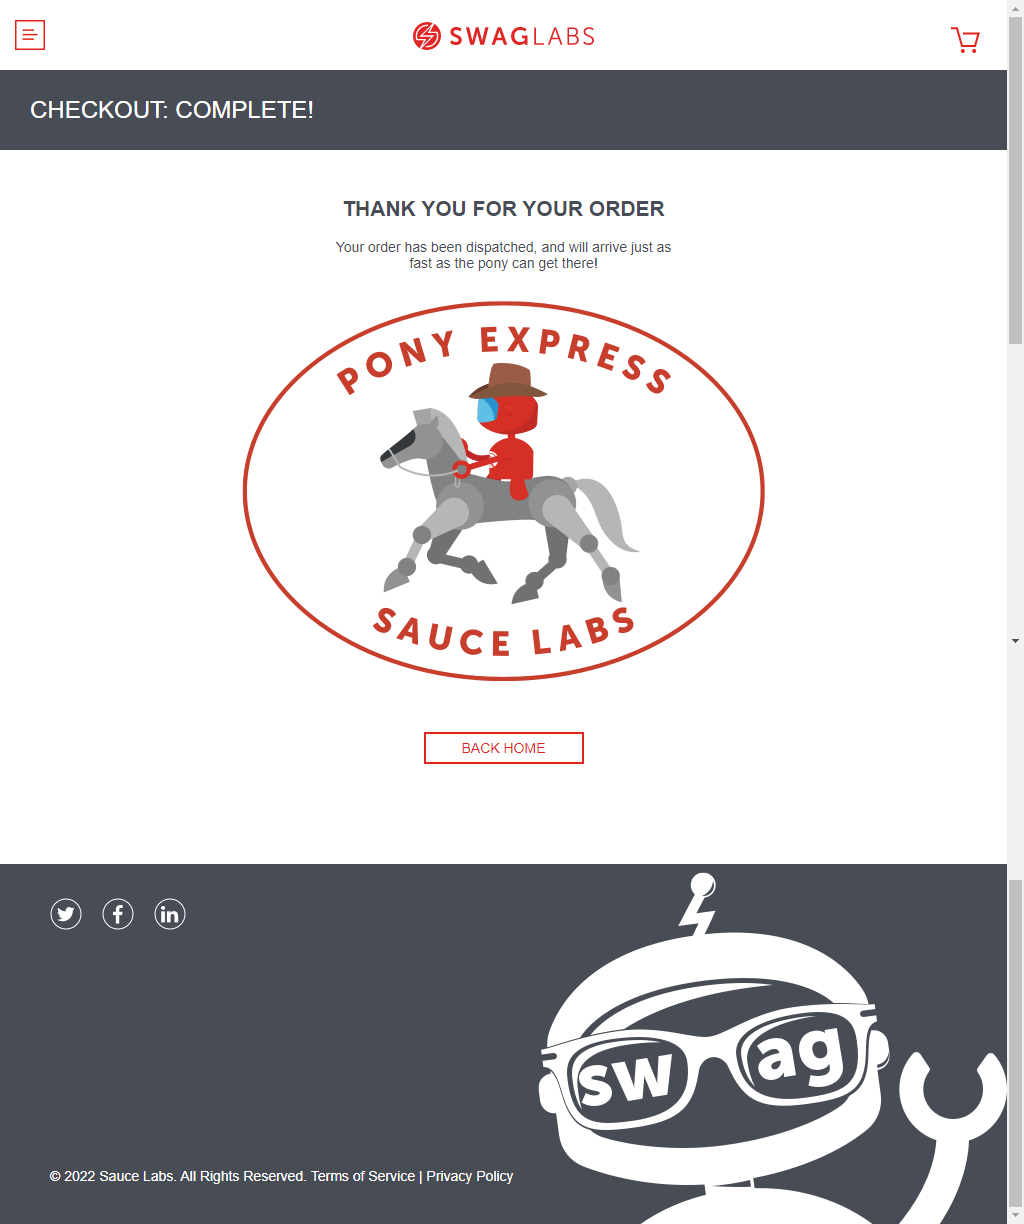 SWAGLABS
CHECKOUT: COMPLETE!
THANK YOU FOR YOUR ORDER
Your order has been dispatched, and will arrive just as
fast as the pony can get there!
PONY EXPRESS
SAUCE LABS
BACK HOME
swag
© 2022 Sauce Labs. All Rights Reserved. Terms of Service | Privacy Policy